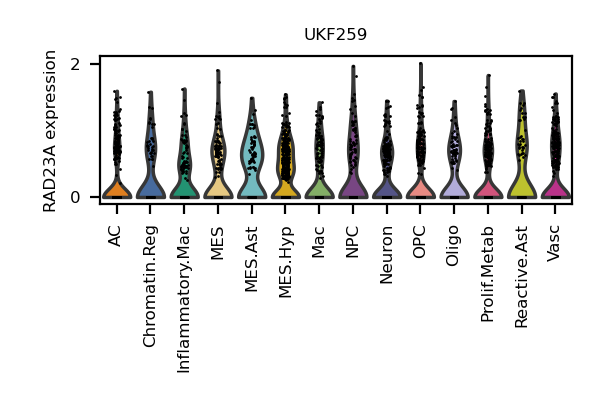 UKF259
RAD23A expression
2
0
AC
Chromatin.Reg
Inflammatory.Mac
MES
MES.Ast
MES.Hyp
Mac
NPC
Neuron
OPC
Oligo
Prolif.Metab
Reactive.Ast
Vasc